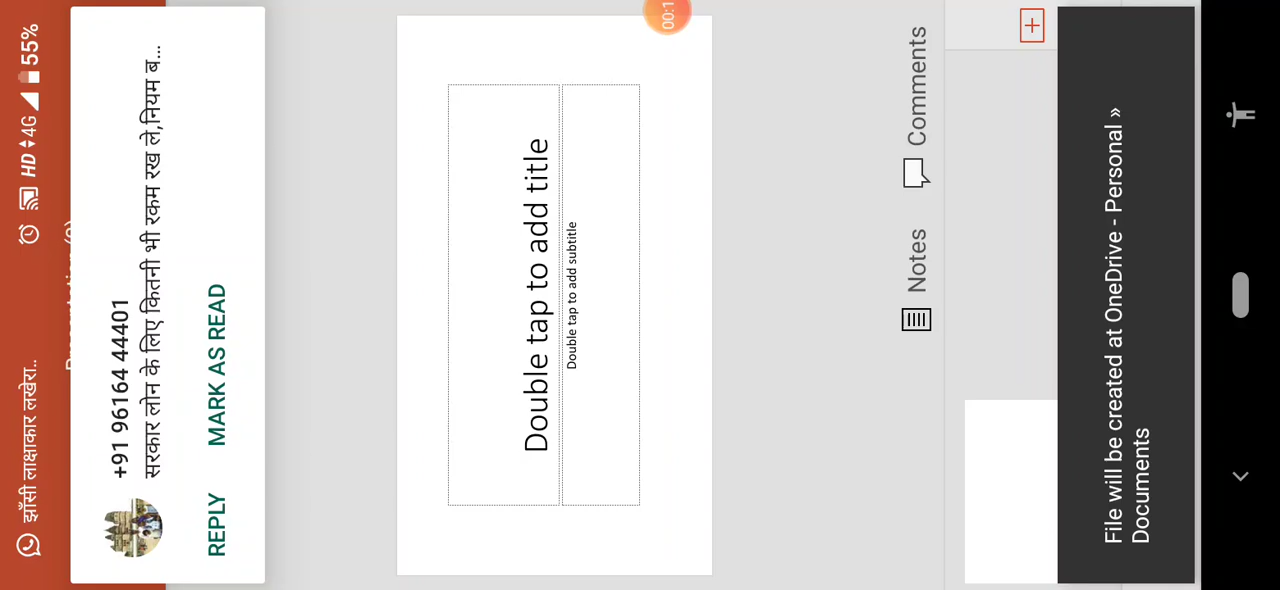 झाँसी लाक्षाकार लखेरा..
HD 4G 55%
+91 96164 44401
सरकार लोन के लिए कितनी भी रकम रख ले,नियम ब...
REPLY MARK AS READ
Double tap to add title
Double tap to add subtitle
00:1
Notes Comments
File will be created at OneDrive - Personal »
Documents